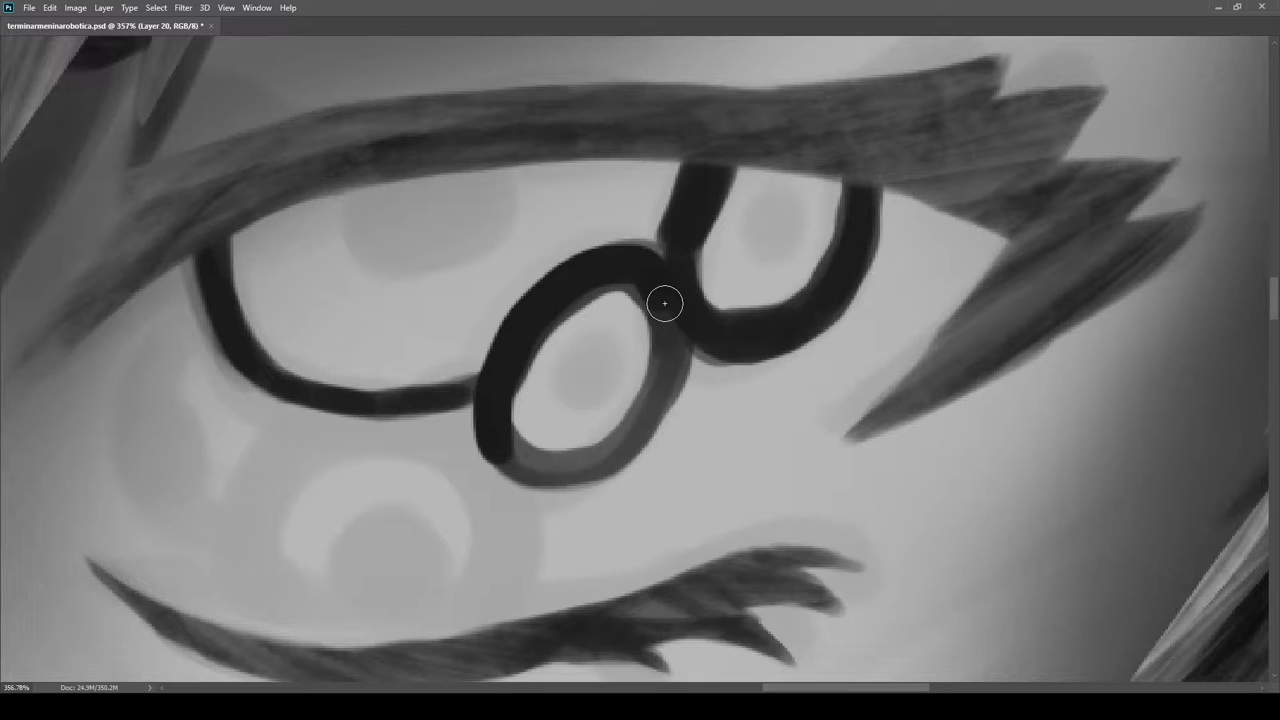 Ps File Edit Image Layer Type Select Filter 3D View Window Help
terminarmeninarobotica.psd @ 357% (Layer 20, RGB/8) *
356.78% Doc: 24.9M/350.2M